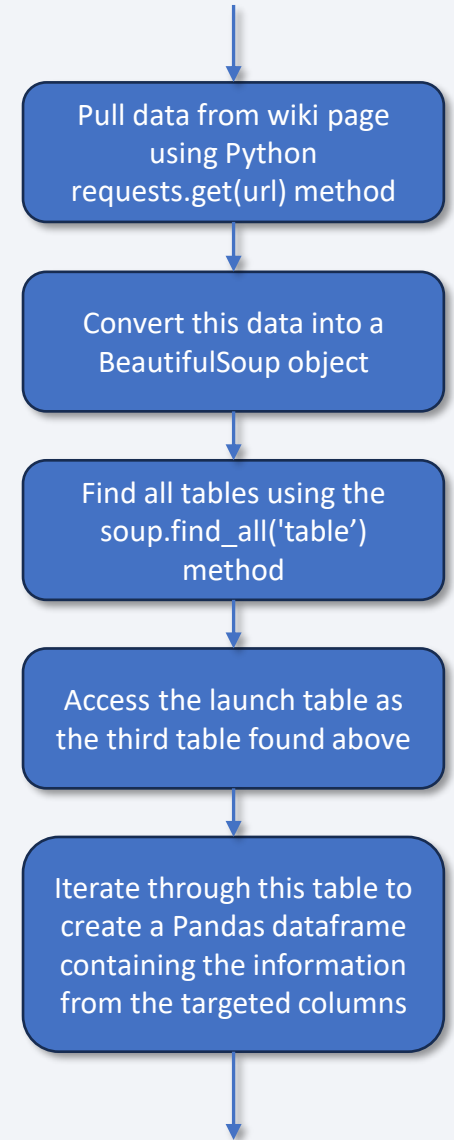 Pull data from wiki page
using Python
requests.get(url) method
Convert this data into a
BeautifulSoup object
Find all tables using the
soup.find_all('table’)
method
Access the launch table as
the third table found above
Iterate through this table to
create a Pandas dataframe
containing the information
from the targeted columns